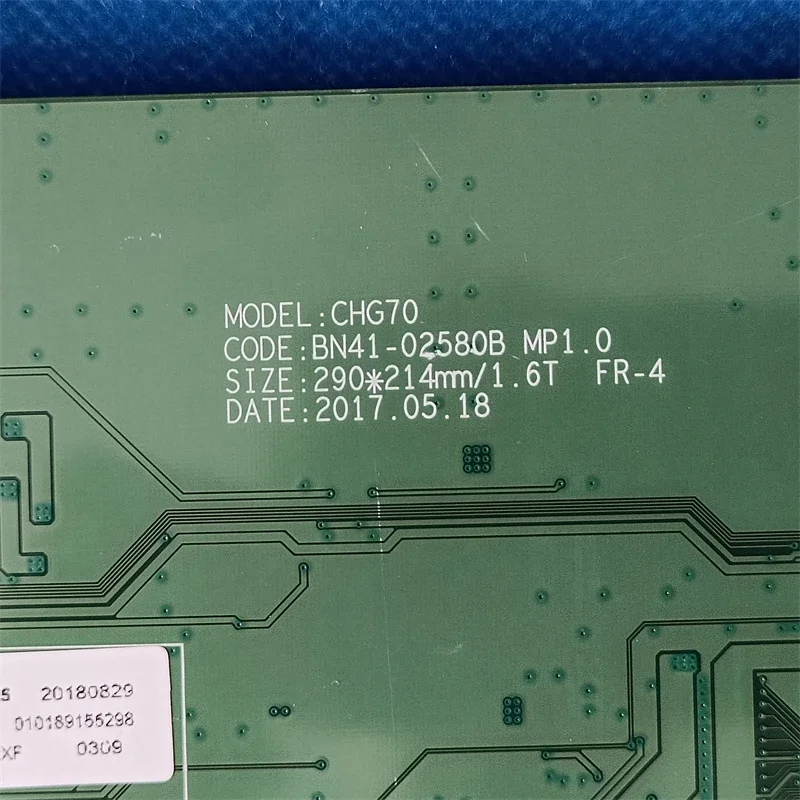 MODEL:CHG70
CODE:BN41-02580B MP1.0
SIZE:290*214mm/1.6T FR-4
DATE:2017.05.18
20180829
010189155298
XF 0309